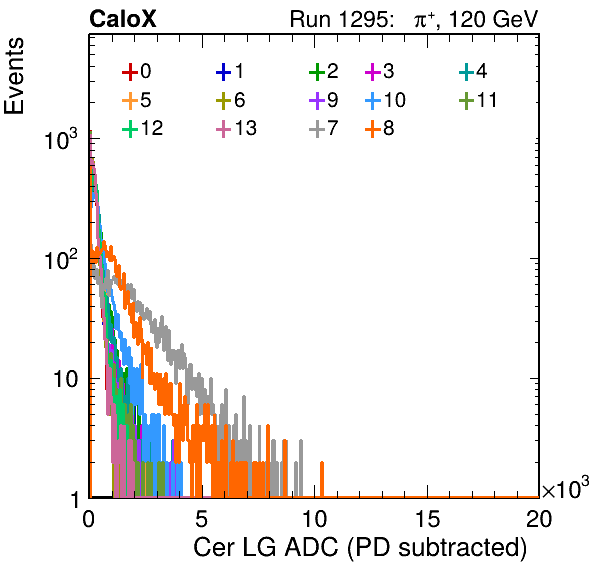 CaloX Run 1295: π⁺, 120 GeV
Events
0 1 2 3 4
5 6 9 10 11
12 13 7 8
10³
10²
10
1
0 5 10 15 20
×10³
Cer LG ADC (PD subtracted)